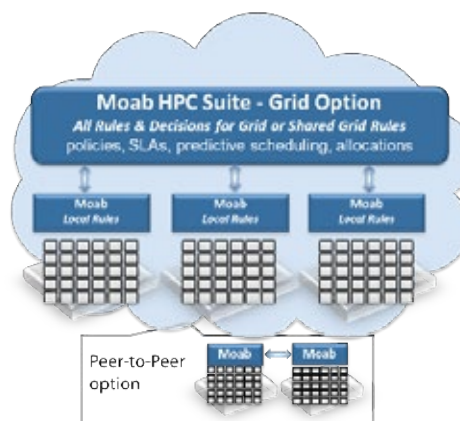 Moab HPC Suite - Grid Option
All Rules & Decisions for Grid or Shared Grid Rules
policies, SLAs, predictive scheduling, allocations
Moab Moab Moab
Local Rules Local Rules Local Rules
Peer-to-Peer
option
Moab Moab